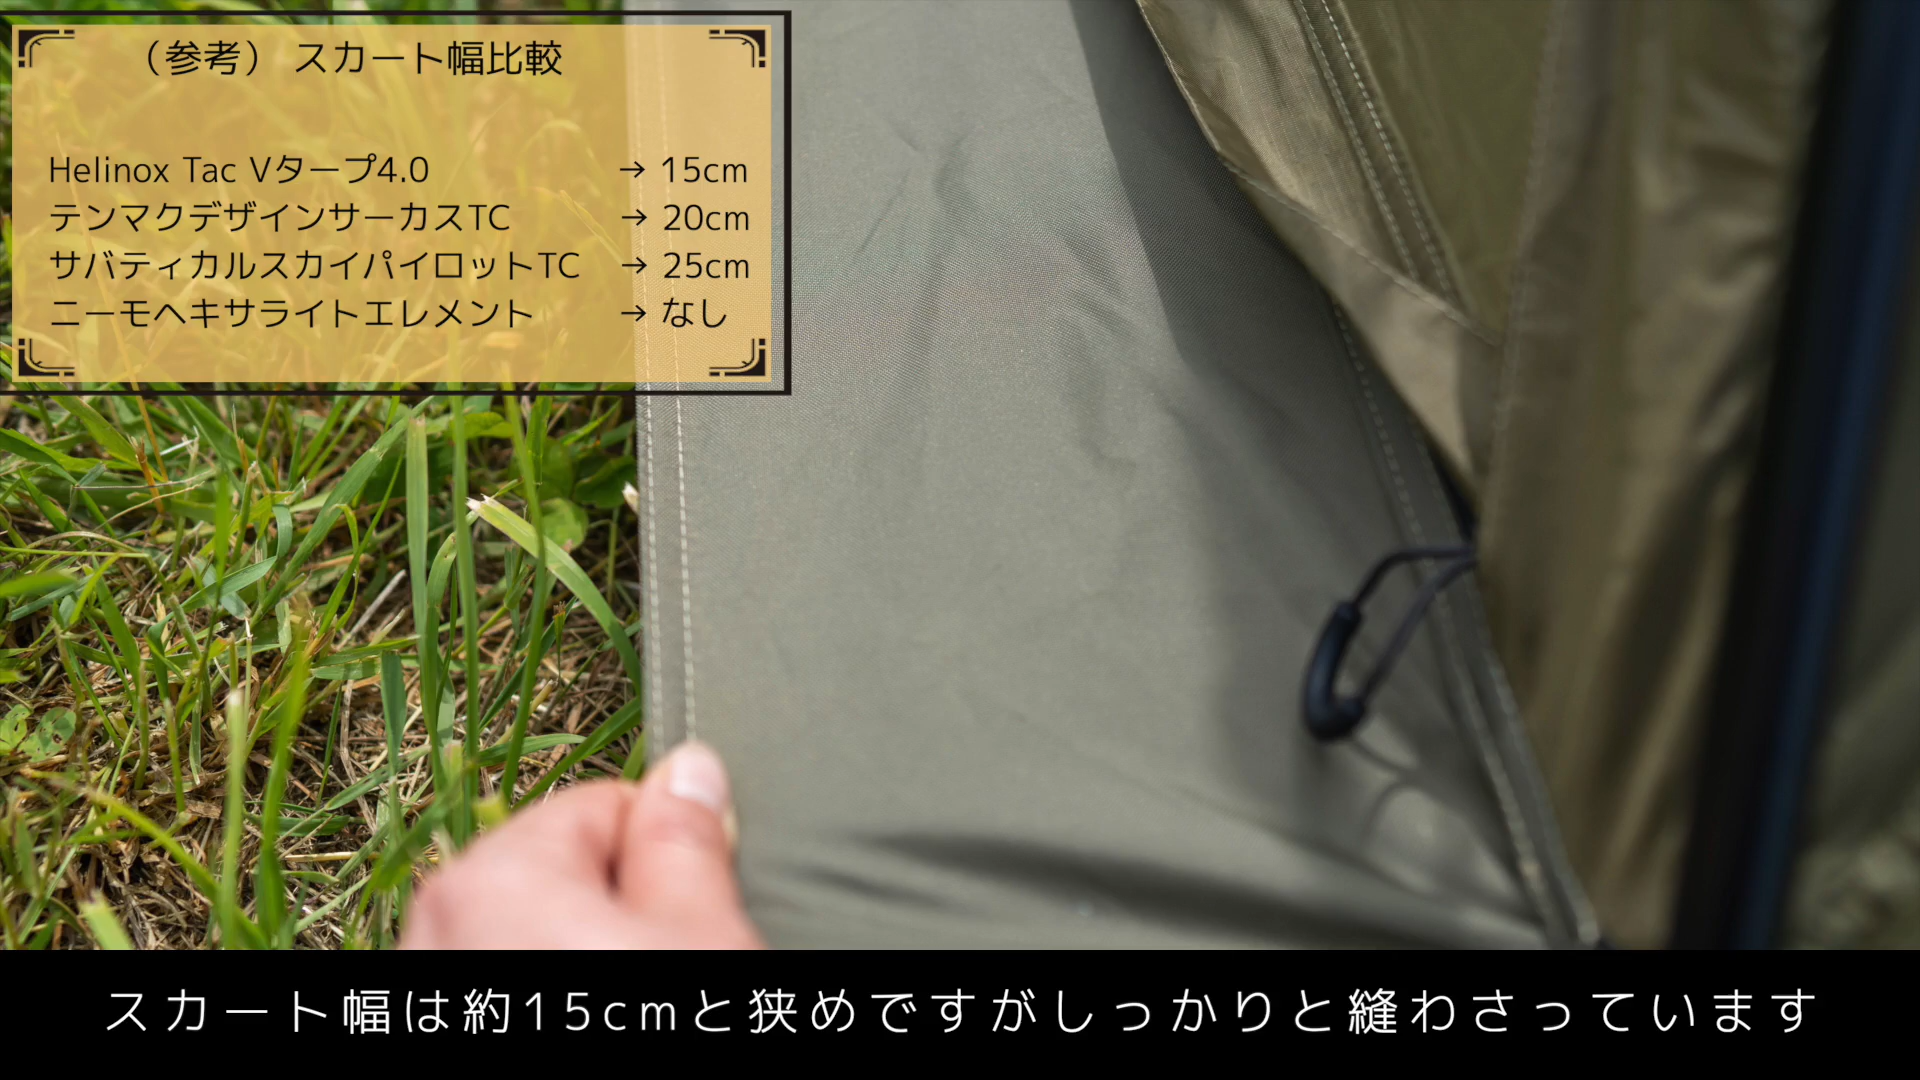 （参考） スカート幅比較
Helinox Tac Vタープ4.0 → 15cm
テンマクデザインサーカスTC → 20cm
サバティカルスカイパイロットTC → 25cm
ニーモヘキサライトエレメント → なし
スカート幅は約15cmと狭めですがしっかりと縫わさっています